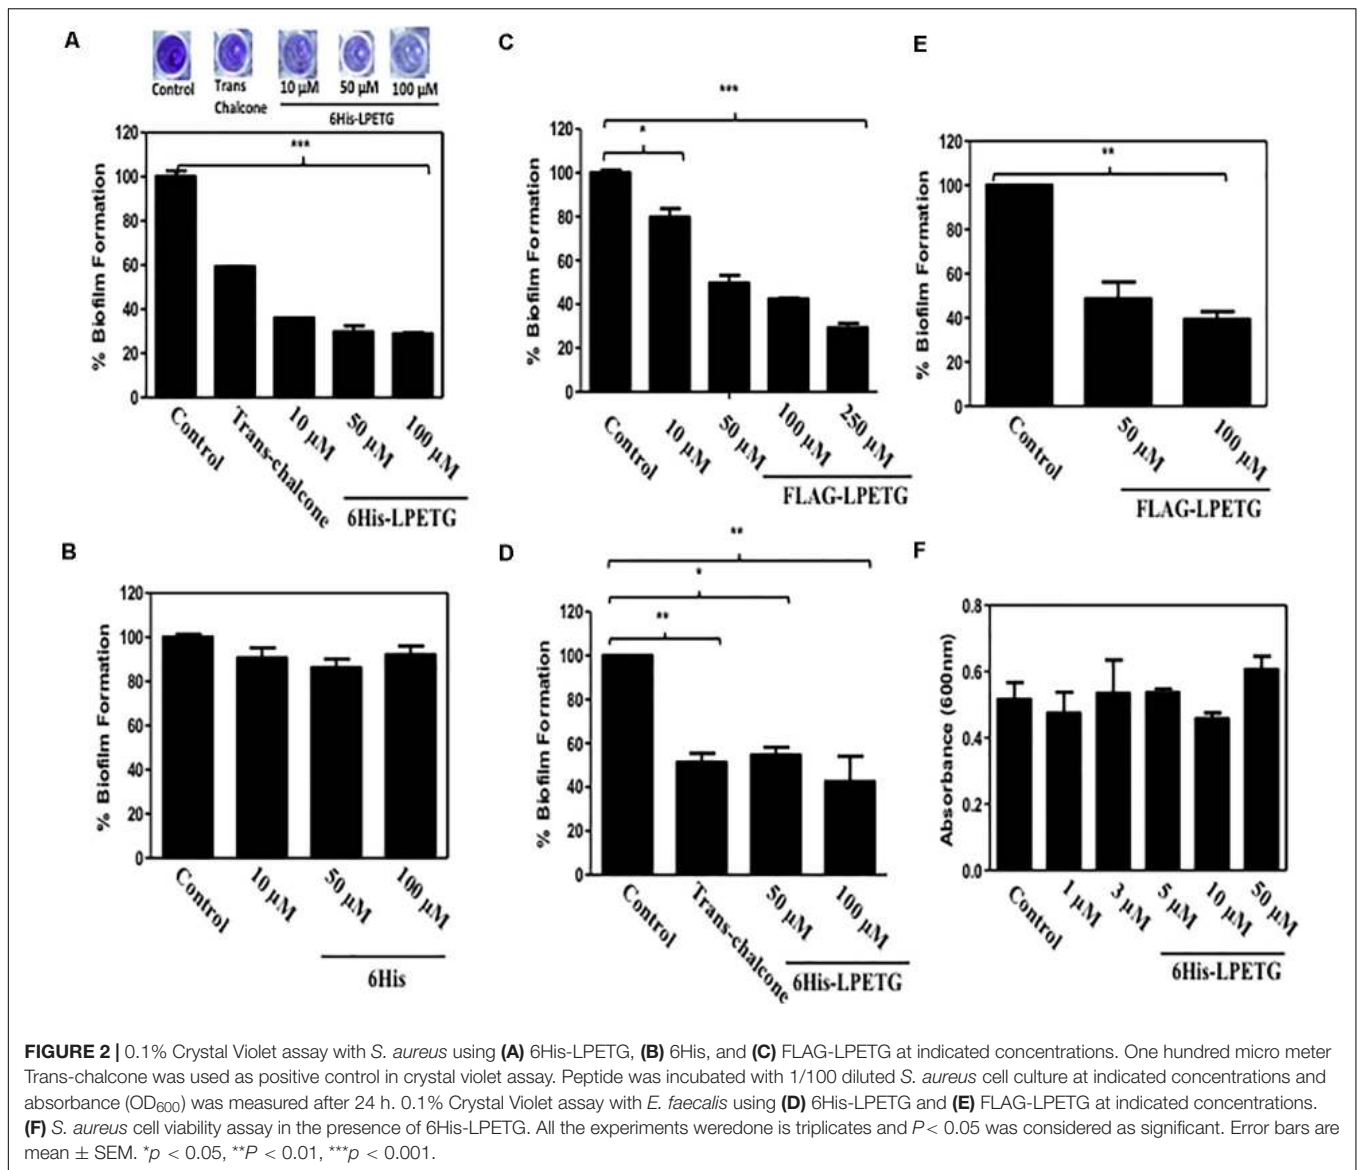 A
Control
Trans
Chalcone
10 µM
50 µM
100 µM
6His-LPETG
***
% Biofilm Formation
120
100
80
60
40
20
0
Control
Trans-chalcone
10 µM
50 µM
100 µM
6His-LPETG
B
% Biofilm Formation
120
100
80
60
40
20
0
Control
10 µM
50 µM
100 µM
6His
C
***
*
% Biofilm Formation
120
100
80
60
40
20
0
Control
10 µM
50 µM
100 µM
250 µM
FLAG-LPETG
D
**
*
**
% Biofilm Formation
120
100
80
60
40
20
0
Control
Trans-chalcone
50 µM
100 µM
6His-LPETG
E
**
% Biofilm Formation
120
100
80
60
40
20
0
Control
50 µM
100 µM
FLAG-LPETG
F
Absorbance (600nm)
0.8
0.6
0.4
0.2
0.0
Control
1 µM
3 µM
5 µM
10 µM
50 µM
6His-LPETG
FIGURE 2 | 0.1% Crystal Violet assay with S. aureus using (A) 6His-LPETG, (B) 6His, and (C) FLAG-LPETG at indicated concentrations. One hundred micro meter
Trans-chalcone was used as positive control in crystal violet assay. Peptide was incubated with 1/100 diluted S. aureus cell culture at indicated concentrations and
absorbance (OD600) was measured after 24 h. 0.1% Crystal Violet assay with E. faecalis using (D) 6His-LPETG and (E) FLAG-LPETG at indicated concentrations.
(F) S. aureus cell viability assay in the presence of 6His-LPETG. All the experiments weredone is triplicates and P< 0.05 was considered as significant. Error bars are
mean ± SEM. *p < 0.05, **P < 0.01, ***p < 0.001.